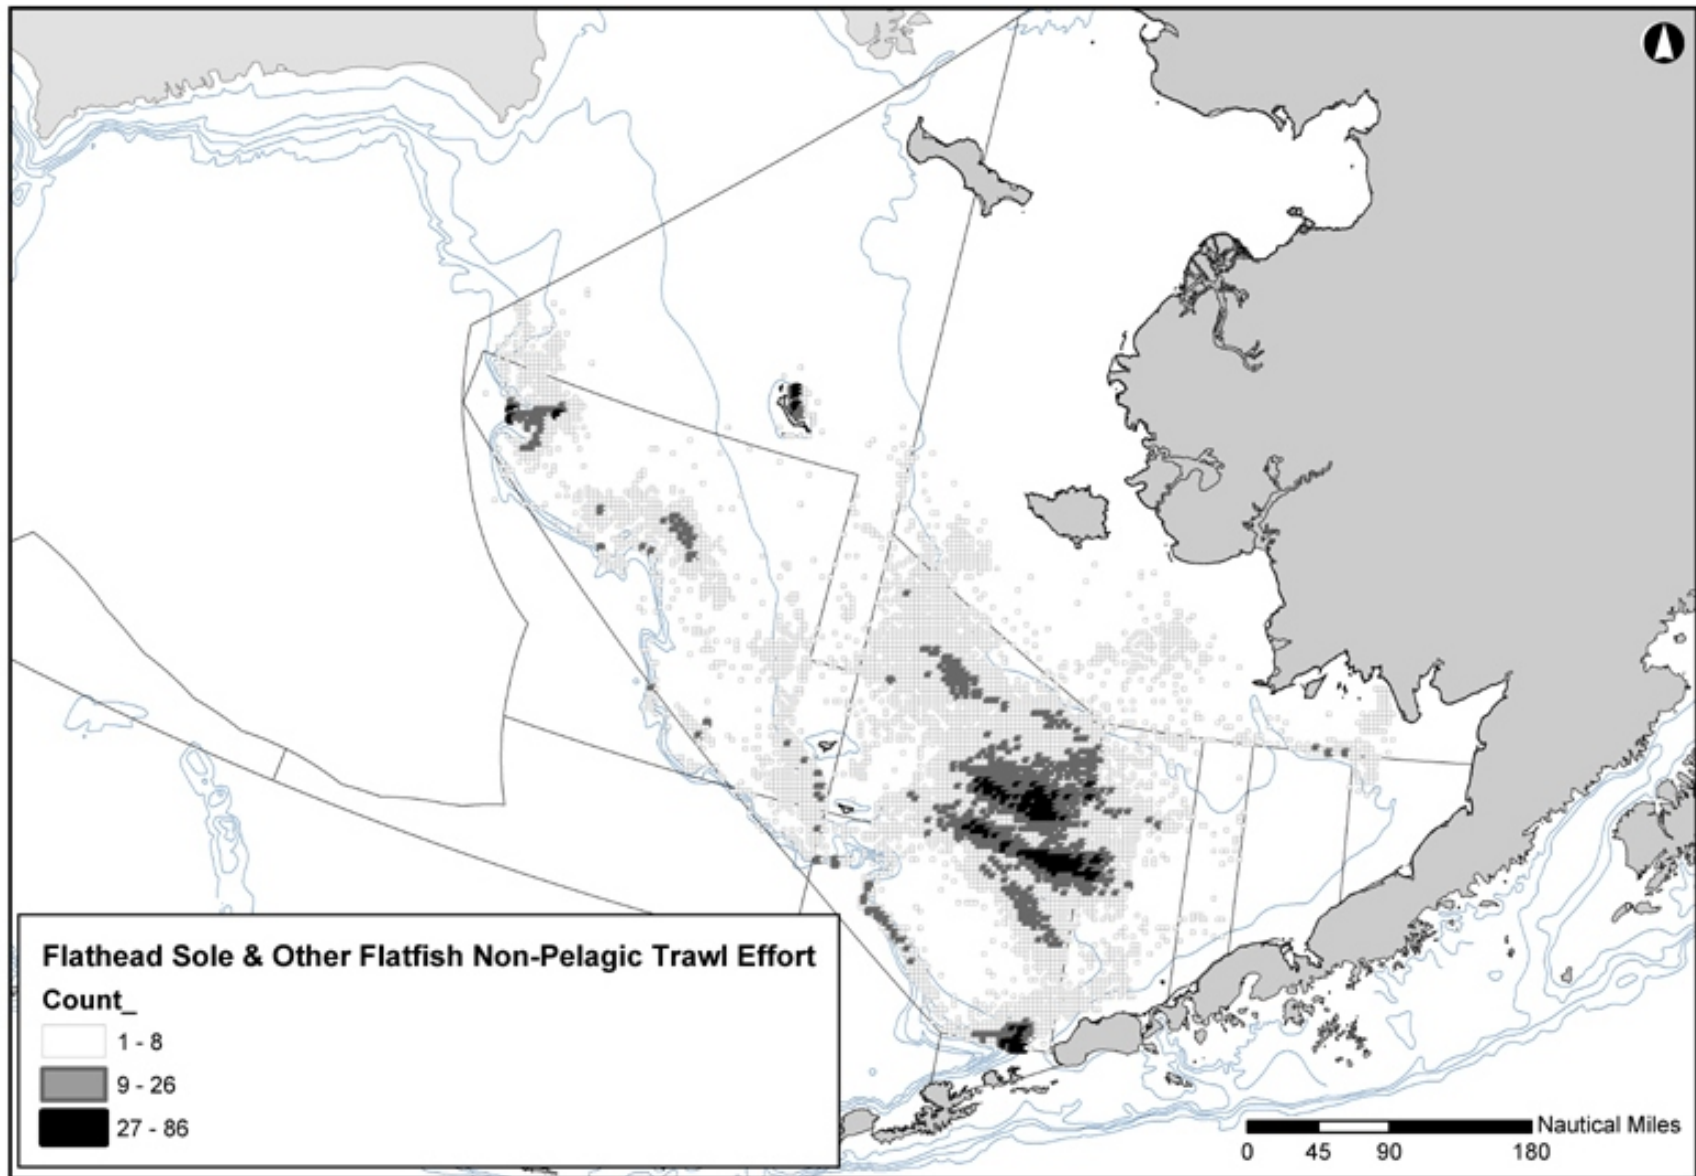 Flathead Sole & Other Flatfish Non-Pelagic Trawl Effort
Count_
1 - 8
9 - 26
27 - 86
Nautical Miles
0 45 90 180